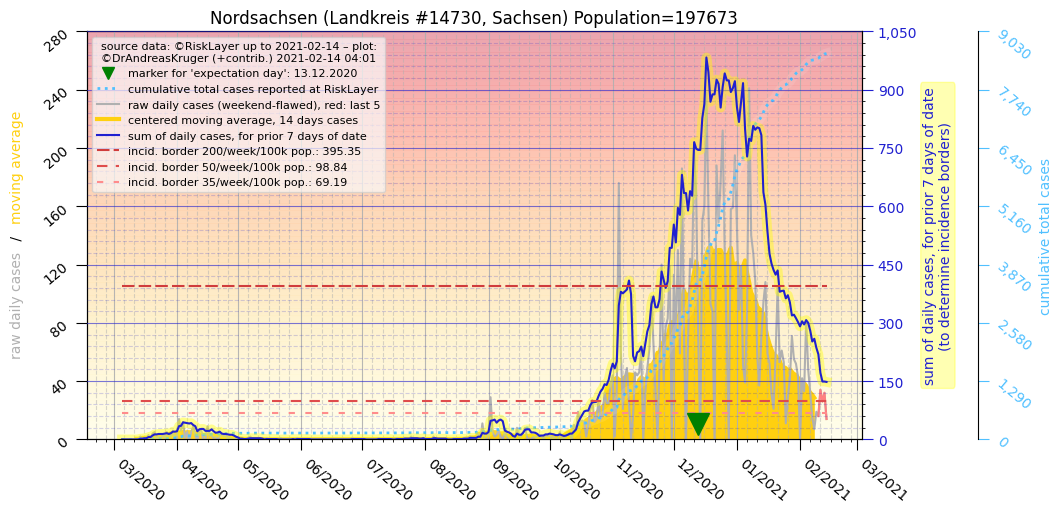 Nordsachsen (Landkreis #14730, Sachsen) Population=197673
source data: ©RiskLayer up to 2021-02-14 – plot:
©DrAndreasKruger (+contrib.) 2021-02-14 04:01
marker for 'expectation day': 13.12.2020
cumulative total cases reported at RiskLayer
raw daily cases (weekend-flawed), red: last 5
centered moving average, 14 days cases
sum of daily cases, for prior 7 days of date
incid. border 200/week/100k pop.: 395.35
incid. border 50/week/100k pop.: 98.84
incid. border 35/week/100k pop.: 69.19
raw daily cases / moving average
280
240
200
160
120
80
40
0
03/2020
04/2020
05/2020
06/2020
07/2020
08/2020
09/2020
10/2020
11/2020
12/2020
01/2021
02/2021
03/2021
1,050
900
750
600
450
300
150
0
sum of daily cases, for prior 7 days of date
(to determine incidence borders)
9,030
7,740
6,450
5,160
3,870
2,580
1,290
0
cumulative total cases